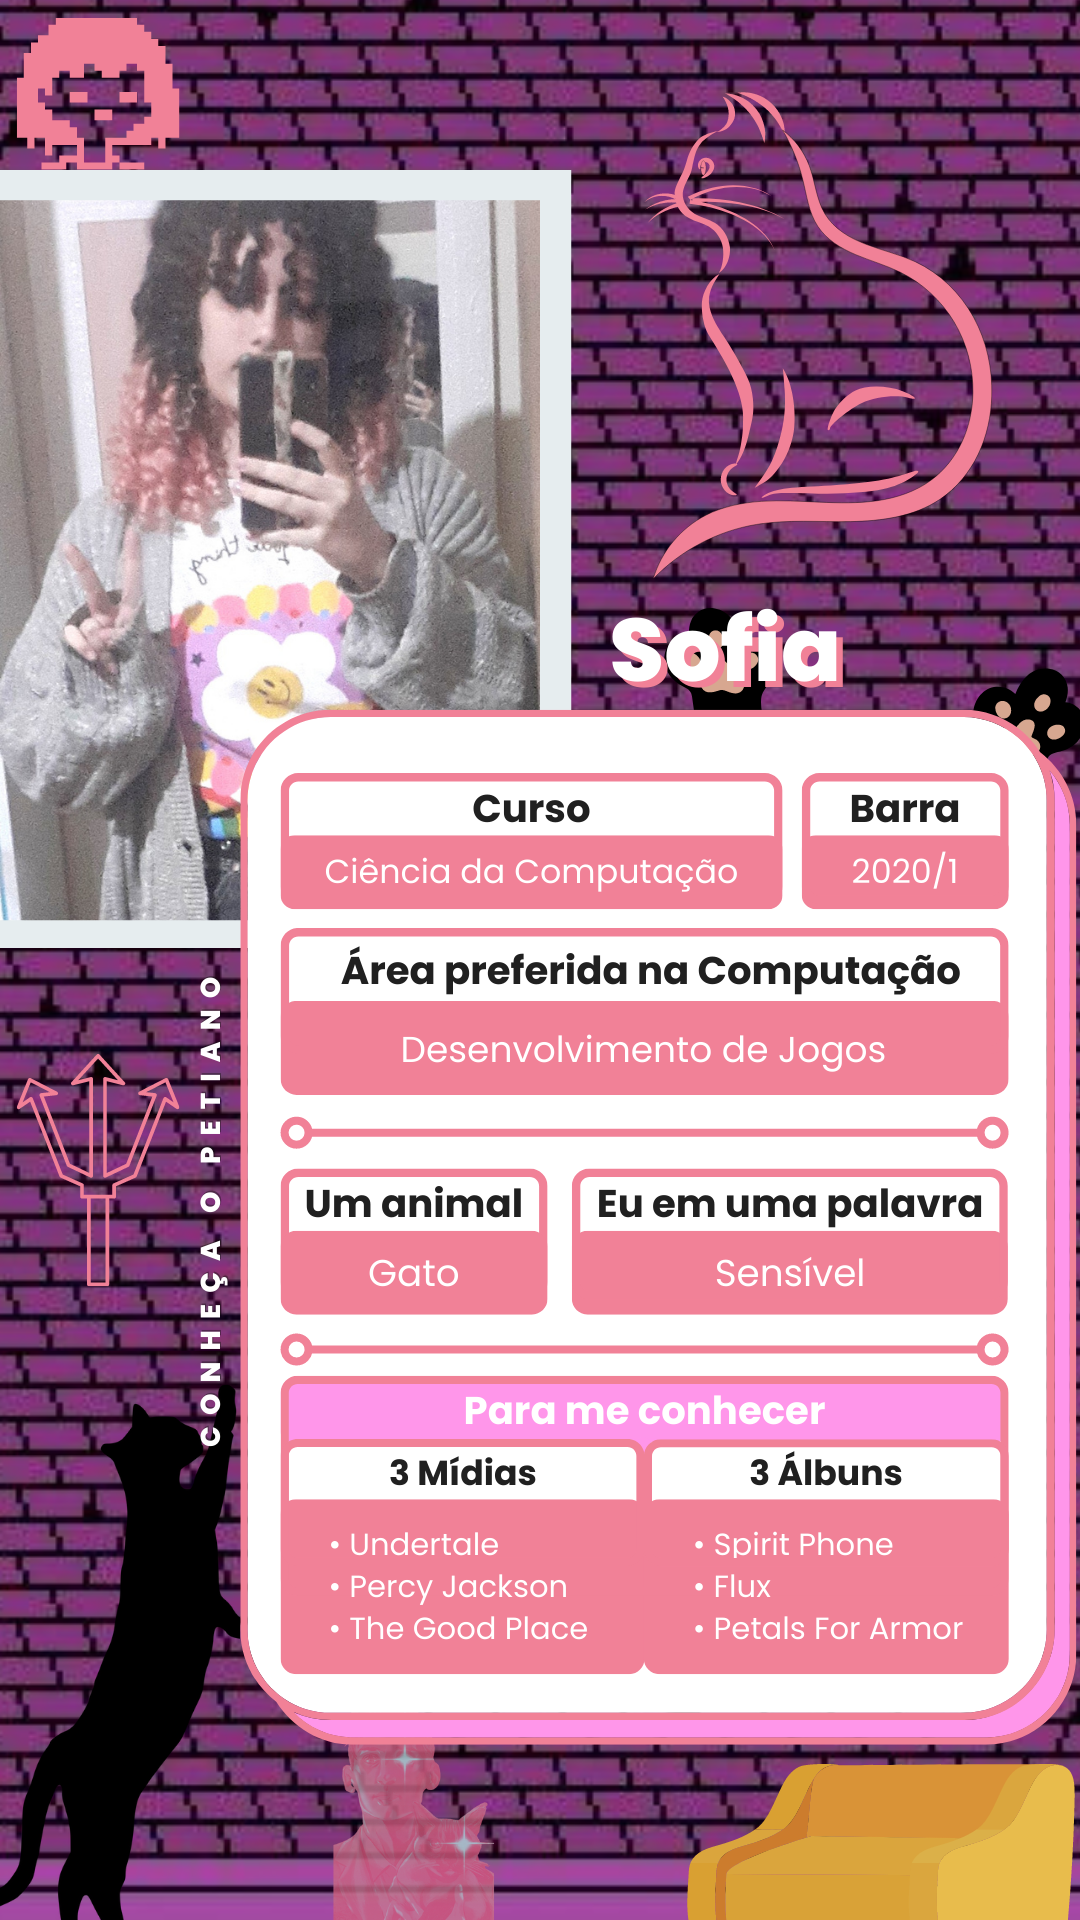 Sofia
Curso
Ciência da Computação
Barra
2020/1
Área preferida na Computação
Desenvolvimento de Jogos
Um animal
Gato
Eu em uma palavra
Sensível
Para me conhecer
3 Mídias
• Undertale
• Percy Jackson
• The Good Place
3 Álbuns
• Spirit Phone
• Flux
• Petals For Armor
CONHEÇA O PETIANO